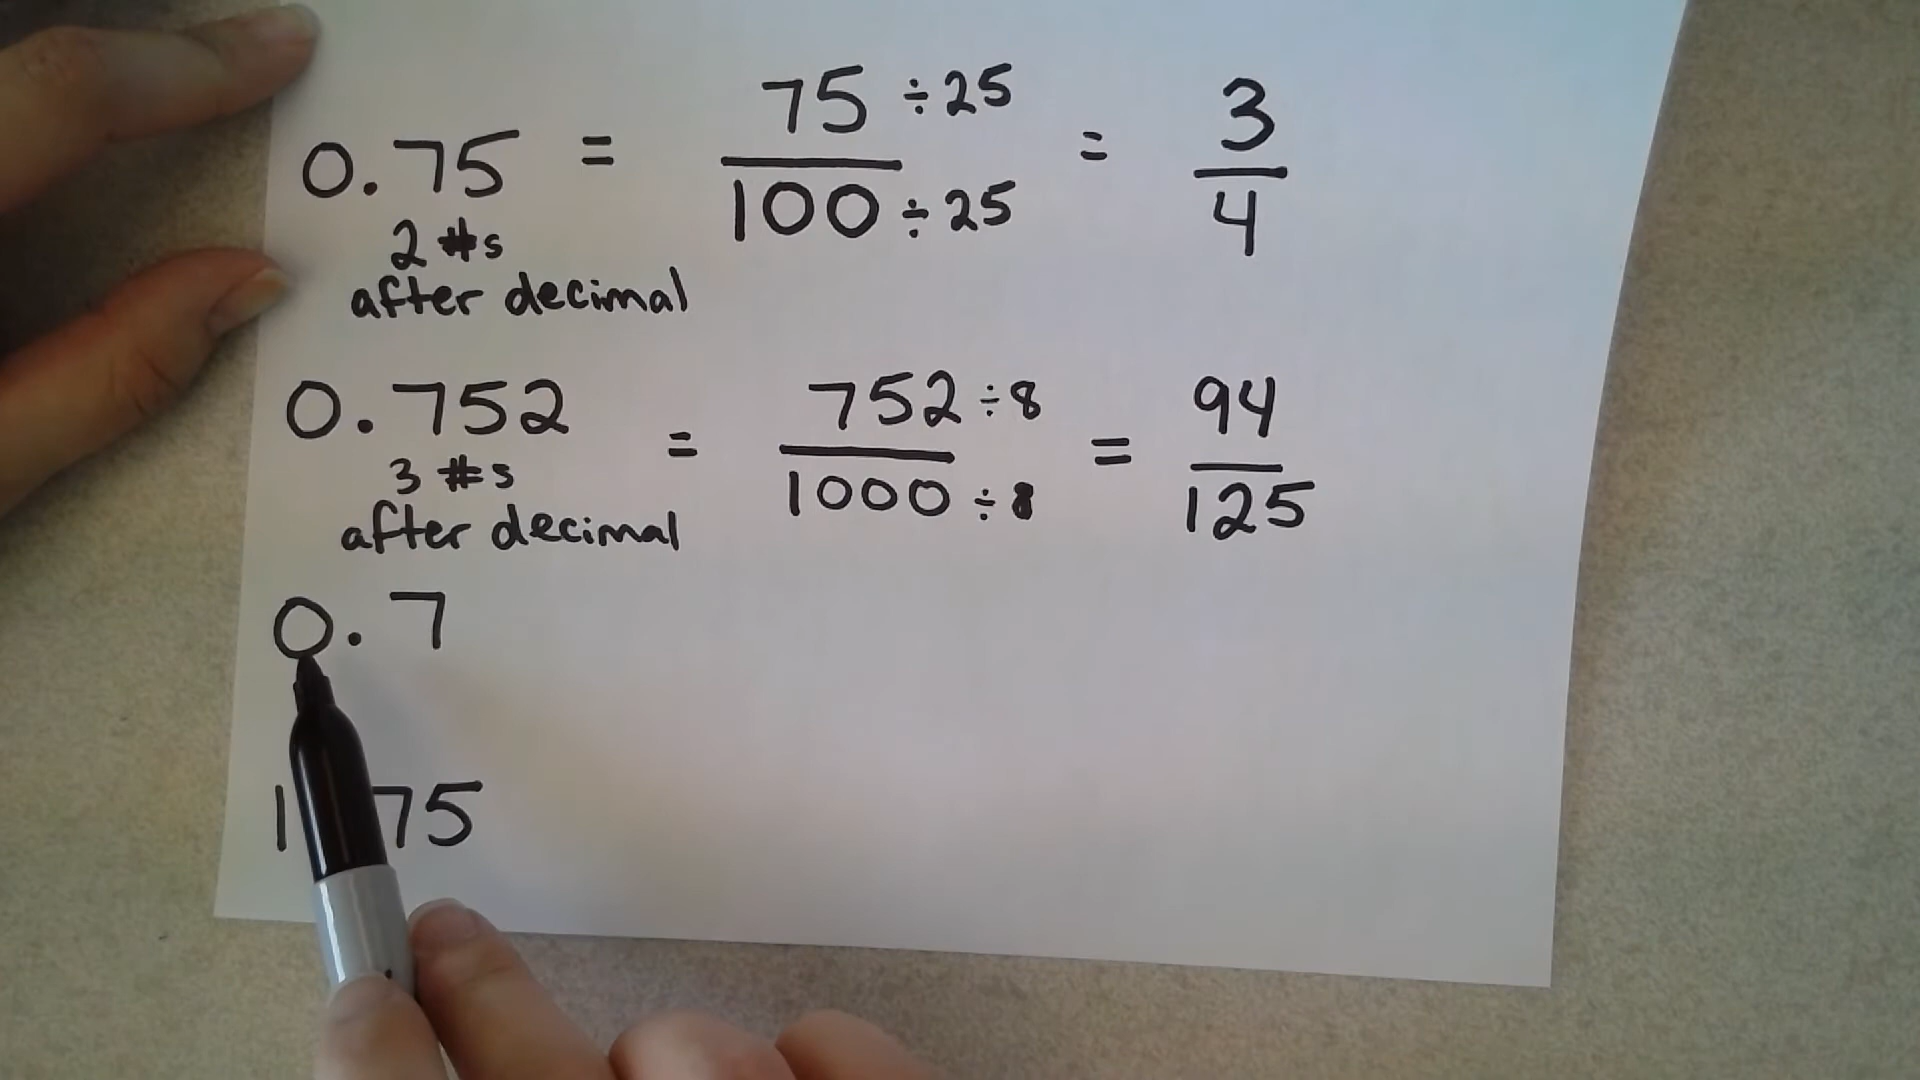 0.75 = 75 ÷25 / 100 ÷25 = 3/4
2 #s
after decimal
0.752 = 752 ÷8 / 1000 ÷8 = 94/125
3 #s
after decimal
0.7
1 75